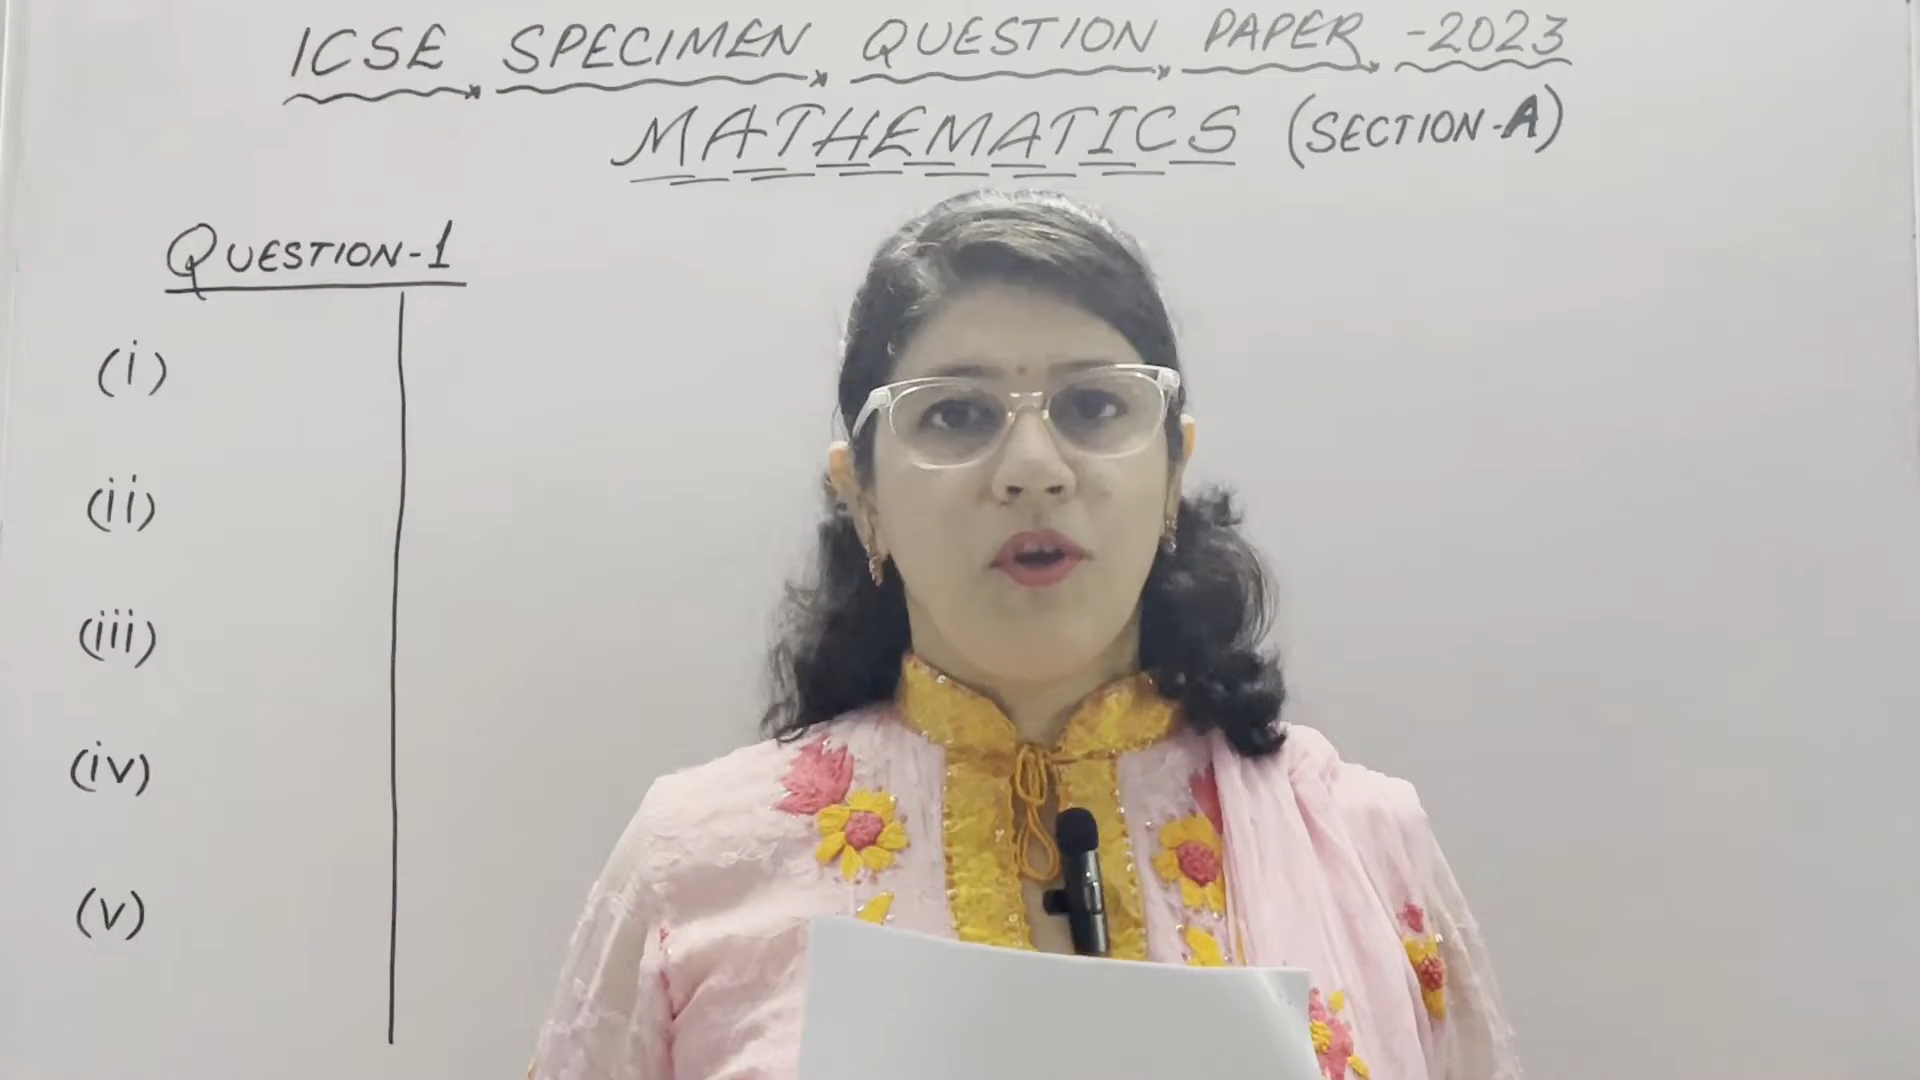 ICSE SPECIMEN QUESTION PAPER -2023
MATHEMATICS (SECTION-A)
QUESTION-1
(i)
(ii)
(iii)
(iv)
(v)